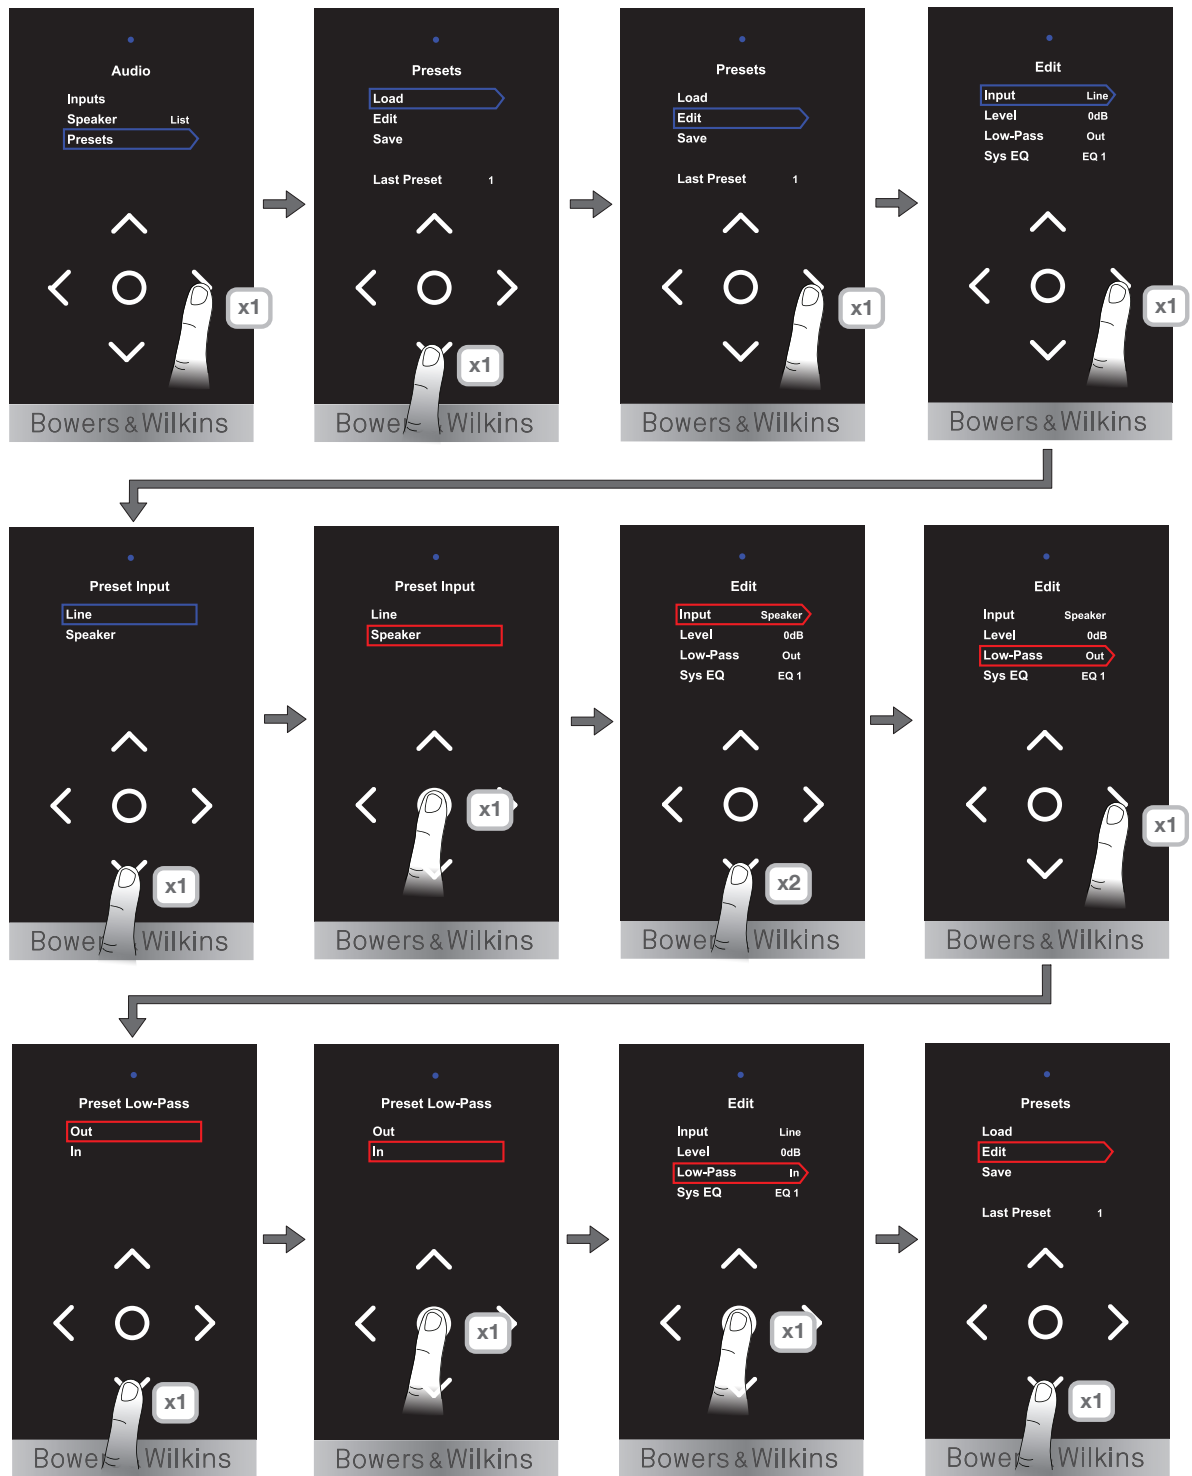 Audio
Inputs
Speaker List
Presets
x1
Bowers & Wilkins
Presets
Load
Edit
Save
Last Preset 1
x1
Bowers Wilkins
Presets
Load
Edit
Save
Last Preset 1
x1
Bowers & Wilkins
Edit
Input Line
Level 0dB
Low-Pass Out
Sys EQ EQ 1
x1
Bowers & Wilkins
Preset Input
Line
Speaker
x1
Bowers Wilkins
Preset Input
Line
Speaker
x1
Bowers & Wilkins
Edit
Input Speaker
Level 0dB
Low-Pass Out
Sys EQ EQ 1
x2
Bowers Wilkins
Edit
Input Speaker
Level 0dB
Low-Pass Out
Sys EQ EQ 1
x1
Bowers & Wilkins
Preset Low-Pass
Out
In
x1
Bowers Wilkins
Preset Low-Pass
Out
In
x1
Bowers & Wilkins
Edit
Input Line
Level 0dB
Low-Pass In
Sys EQ EQ 1
x1
Bowers & Wilkins
Presets
Load
Edit
Save
Last Preset 1
x1
Bowers Wilkins